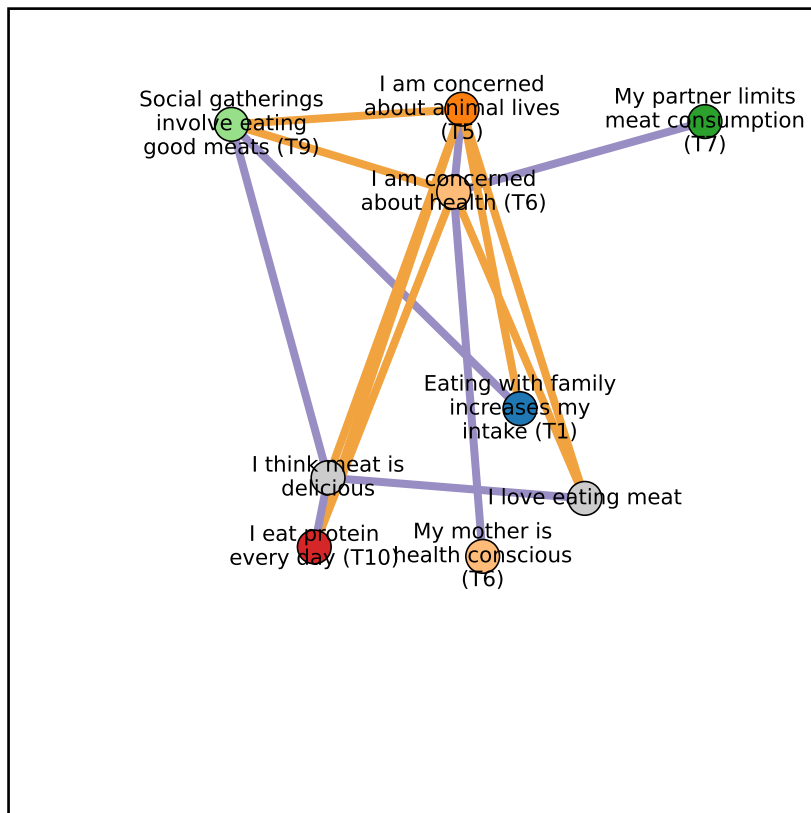 Social gatherings
involve eating
good meats (T9)
I am concerned
about animal lives
(T5)
My partner limits
meat consumption
(T7)
I am concerned
about health (T6)
Eating with family
increases my
intake (T1)
I think meat is
delicious
I love eating meat
I eat protein
every day (T10)
My mother is
health conscious
(T6)